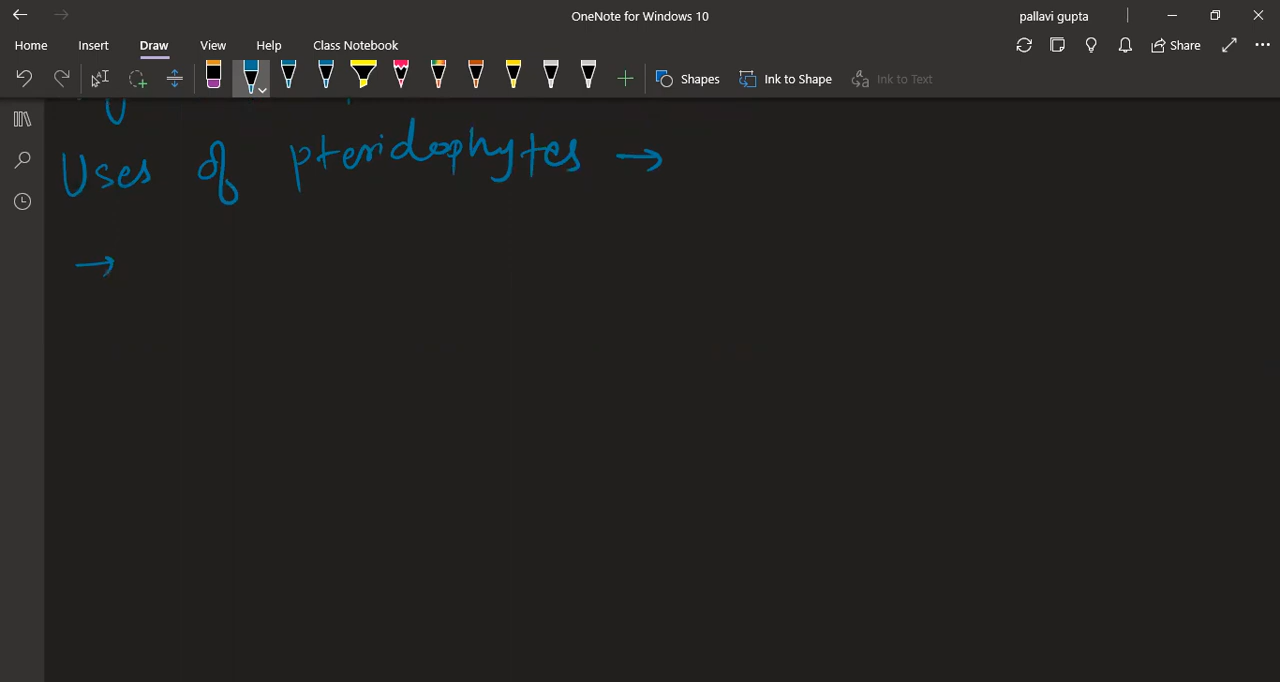 OneNote for Windows 10
pallavi gupta
Home Insert Draw View Help Class Notebook
Share
Shapes Ink to Shape Ink to Text
Uses of pteridophytes →
→